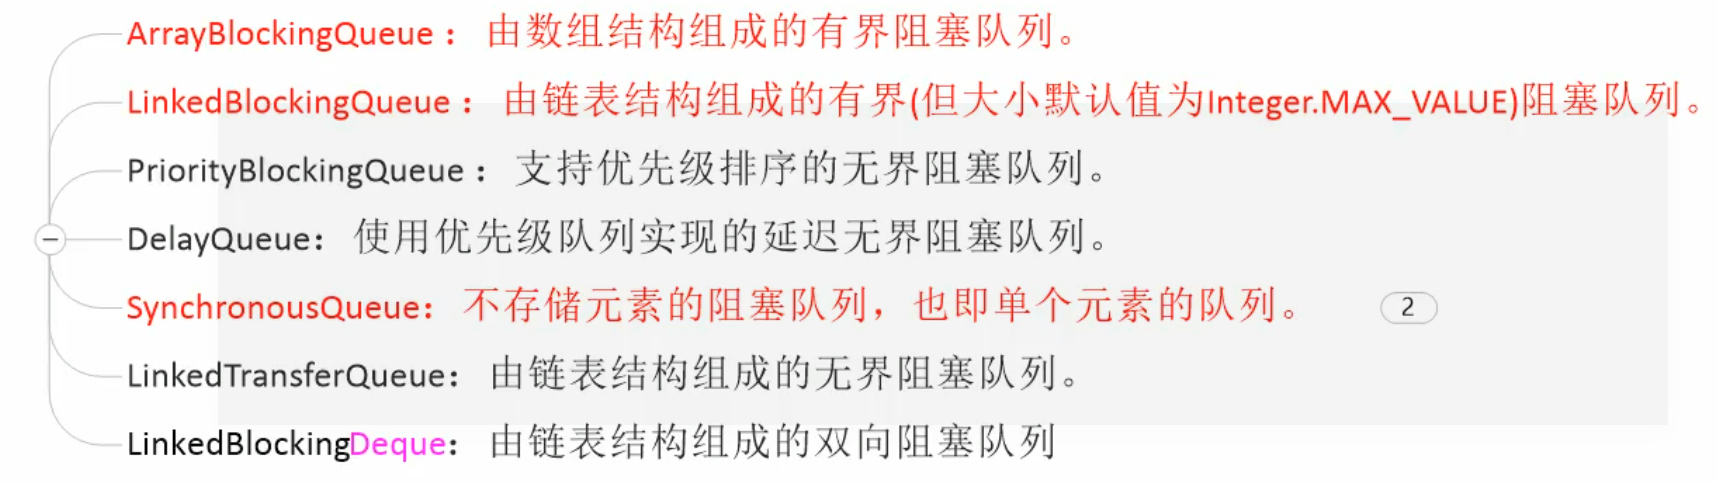 ArrayBlockingQueue： 由数组结构组成的有界阻塞队列。
LinkedBlockingQueue： 由链表结构组成的有界(但大小默认值为Integer.MAX_VALUE)阻塞队列。
PriorityBlockingQueue： 支持优先级排序的无界阻塞队列。
DelayQueue： 使用优先级队列实现的延迟无界阻塞队列。
SynchronousQueue： 不存储元素的阻塞队列，也即单个元素的队列。 2
LinkedTransferQueue： 由链表结构组成的无界阻塞队列。
LinkedBlockingDeque： 由链表结构组成的双向阻塞队列